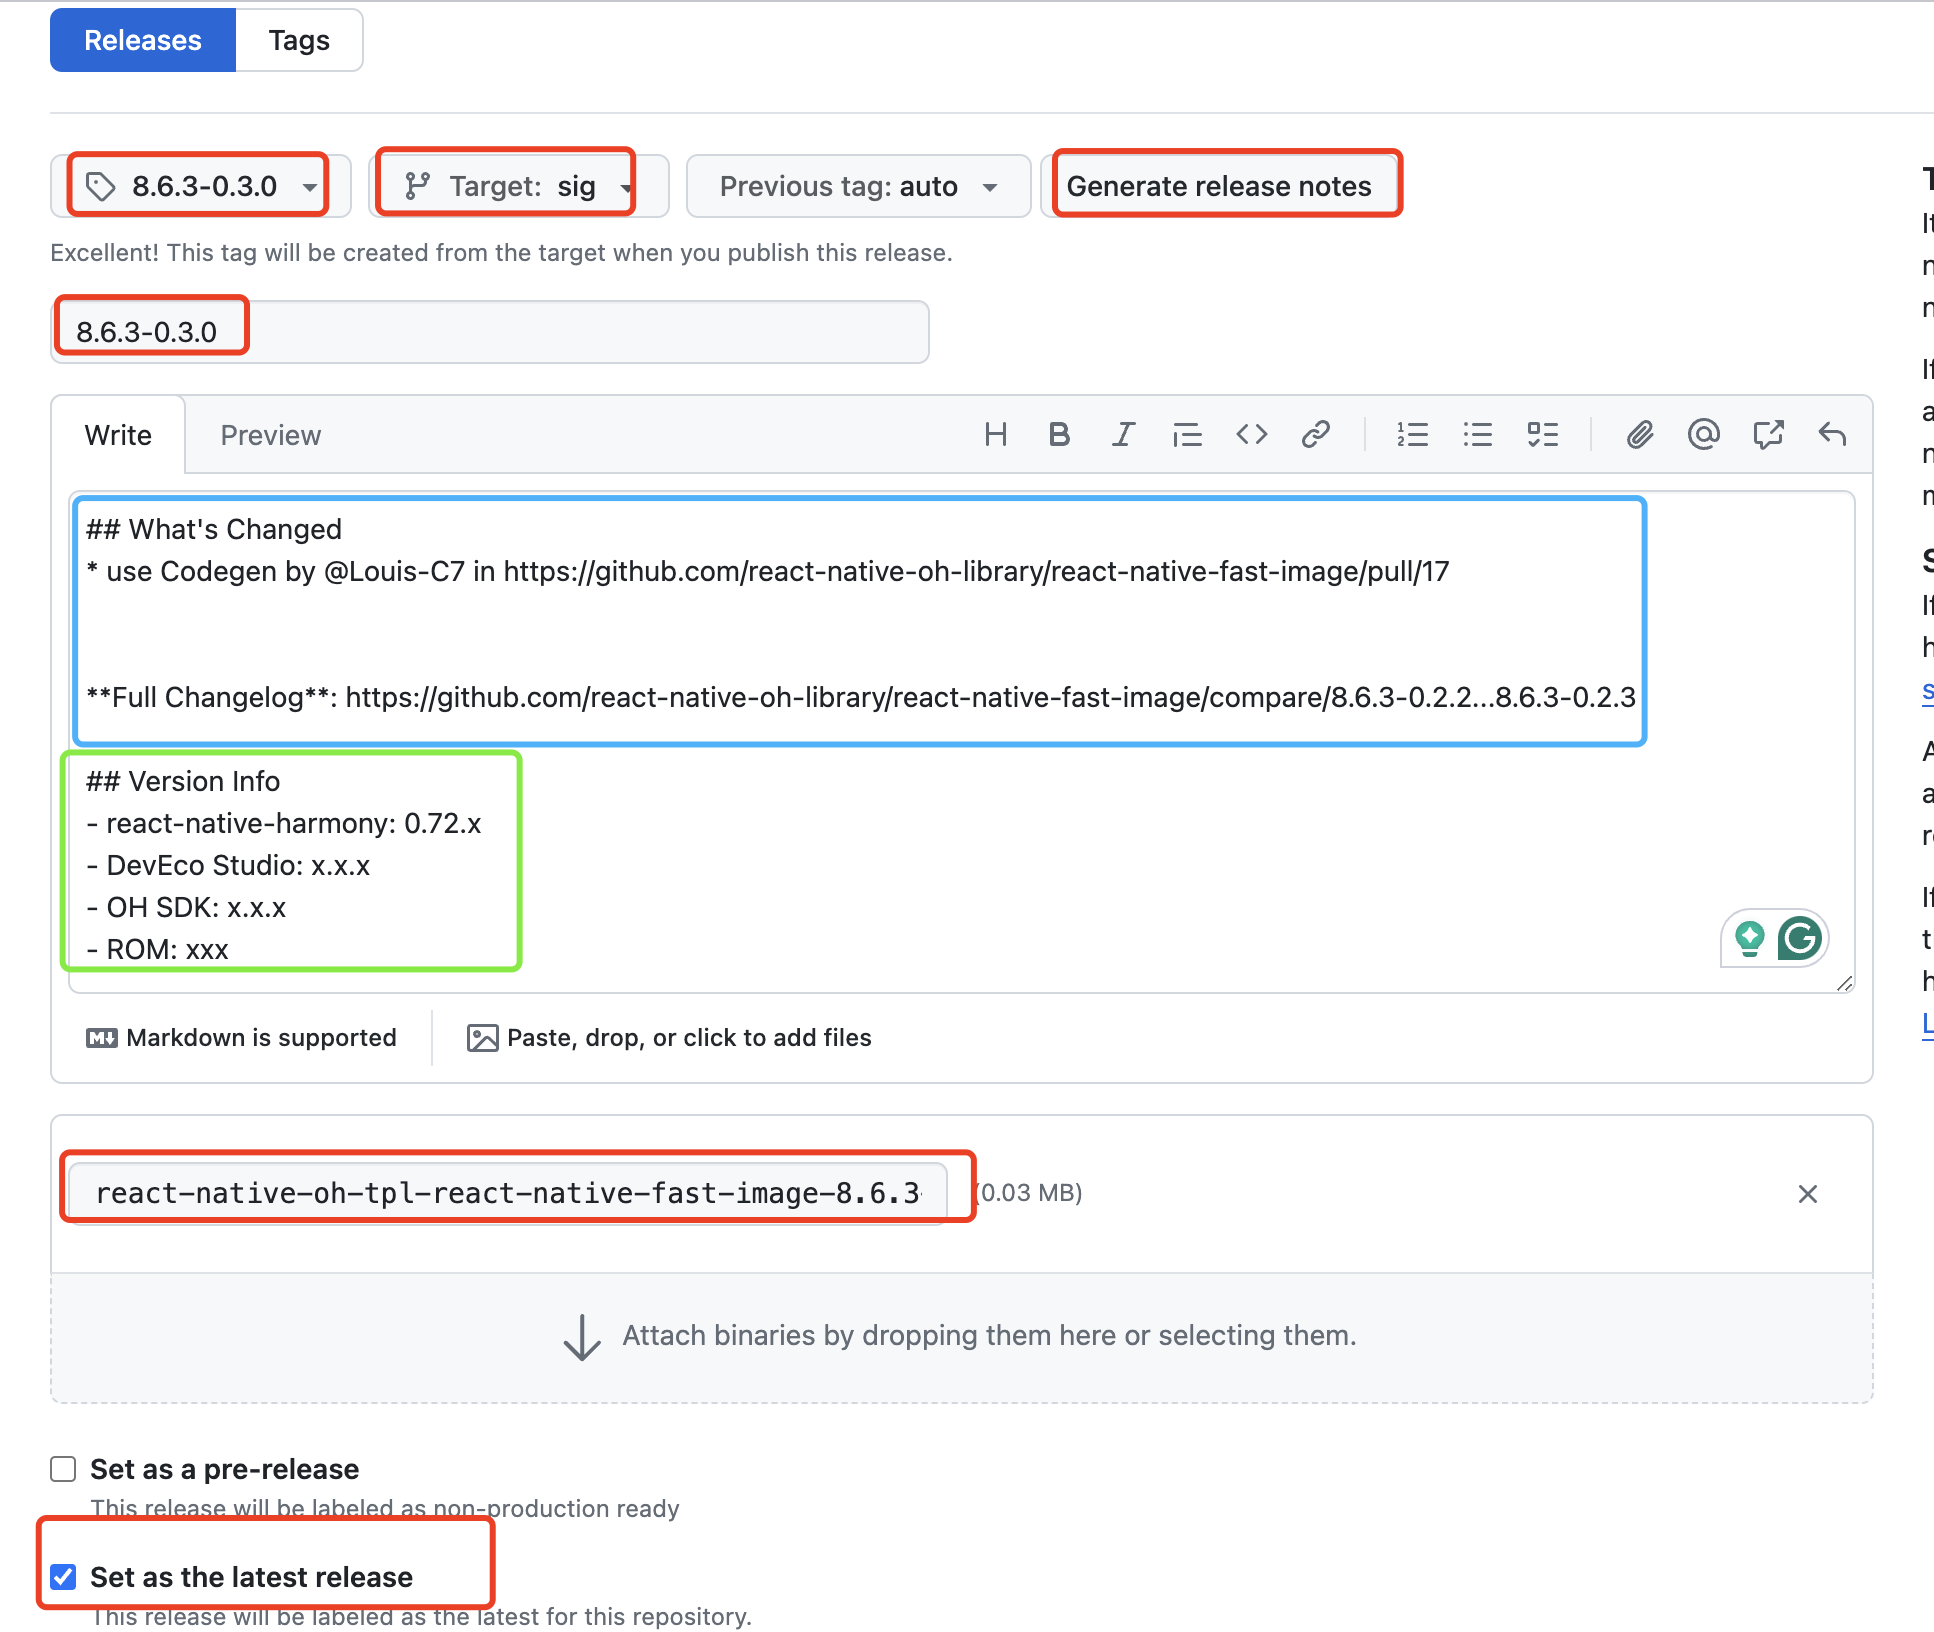 Releases Tags
8.6.3-0.3.0 Target: sig Previous tag: auto Generate release notes
Excellent! This tag will be created from the target when you publish this release.
8.6.3-0.3.0
Write Preview
## What's Changed
* use Codegen by @Louis-C7 in https://github.com/react-native-oh-library/react-native-fast-image/pull/17
**Full Changelog**: https://github.com/react-native-oh-library/react-native-fast-image/compare/8.6.3-0.2.2...8.6.3-0.2.3
## Version Info
- react-native-harmony: 0.72.x
- DevEco Studio: x.x.x
- OH SDK: x.x.x
- ROM: xxx
Markdown is supported Paste, drop, or click to add files
react-native-oh-tpl-react-native-fast-image-8.6.3 (0.03 MB)
Attach binaries by dropping them here or selecting them.
Set as a pre-release
This release will be labeled as non-production ready
Set as the latest release
This release will be labeled as the latest for this repository.